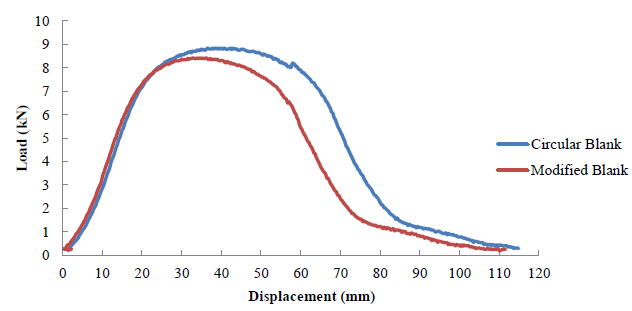 10
9
8
7
6
5
4
3
2
1
0
Load (kN)
0 10 20 30 40 50 60 70 80 90 100 110 120
Displacement (mm)
Circular Blank
Modified Blank